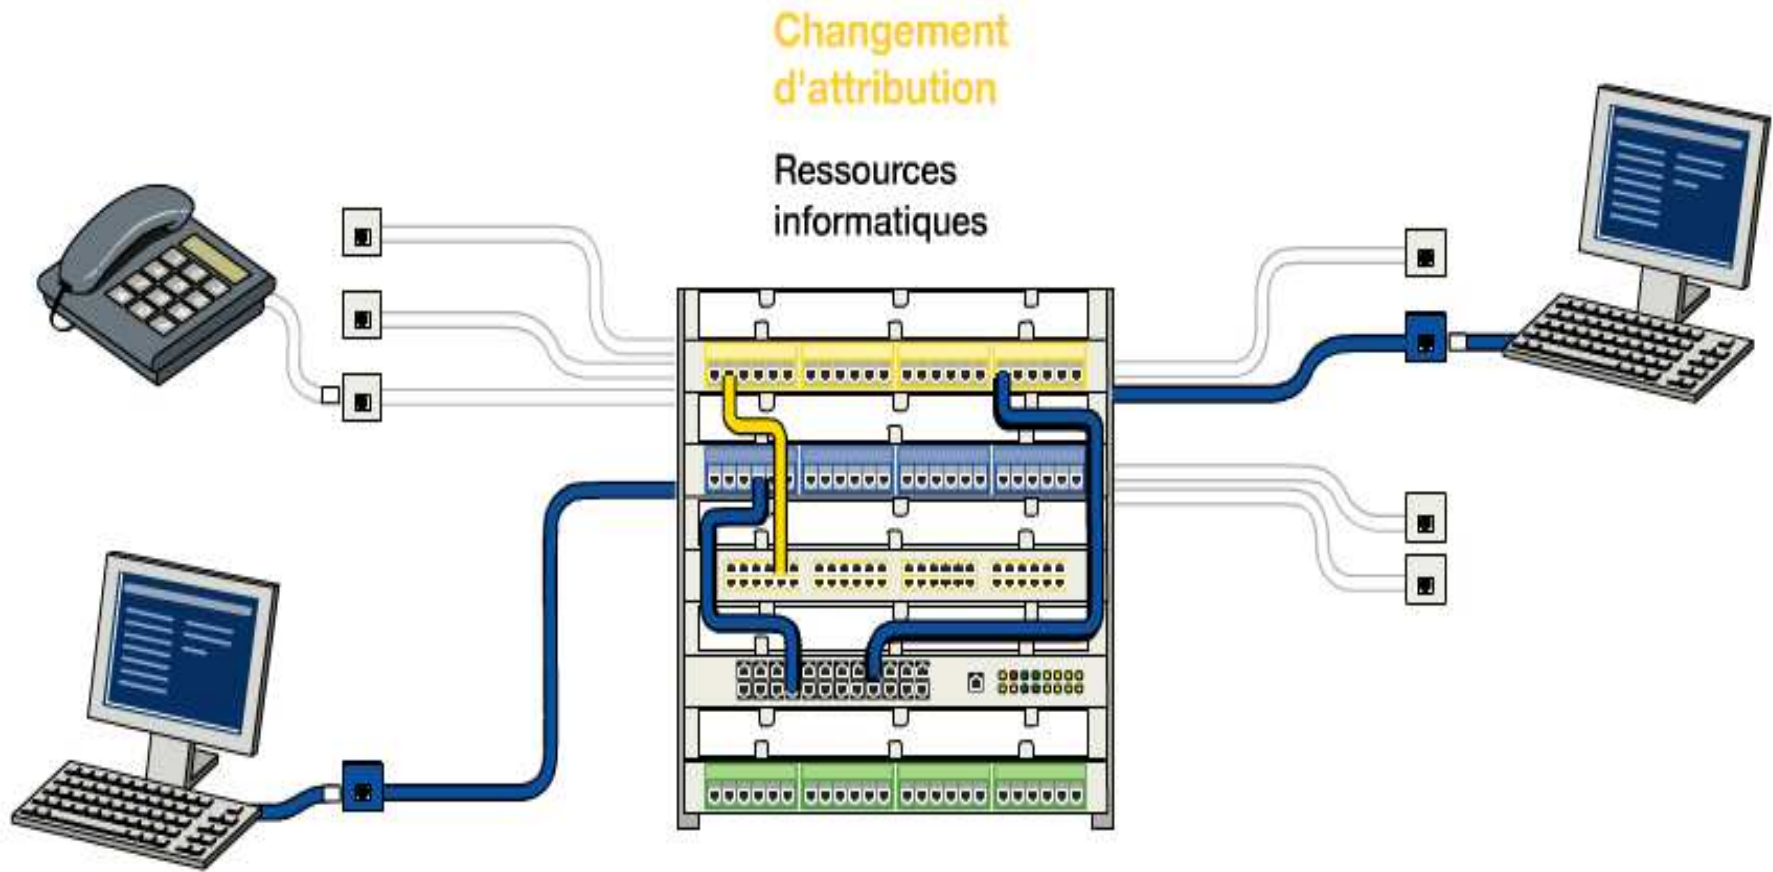 Changement
d'attribution
Ressources
informatiques